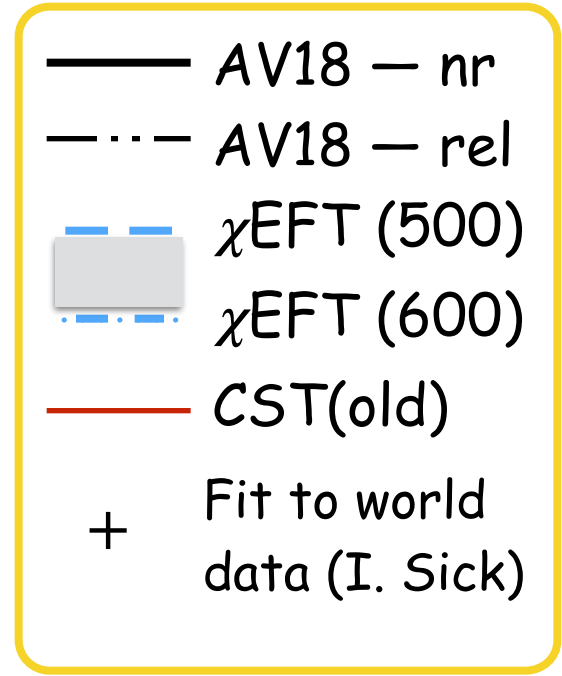 AV18 — nr
AV18 — rel
χEFT (500)
χEFT (600)
CST(old)
+ Fit to world
data (I. Sick)